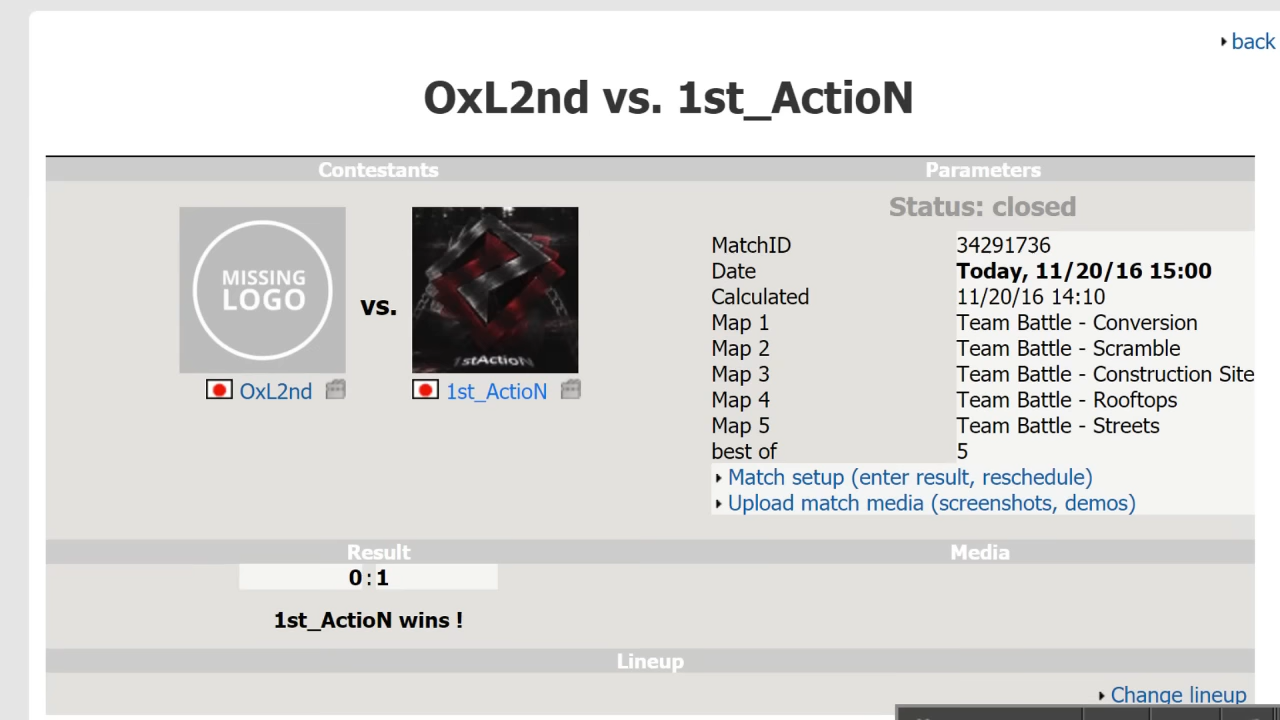 back
OxL2nd vs. 1st_ActioN
Contestants
Parameters
MISSING
LOGO
vs.
1stActioN
OxL2nd
1st_ActioN
Status: closed
MatchID 34291736
Date Today, 11/20/16 15:00
Calculated 11/20/16 14:10
Map 1 Team Battle - Conversion
Map 2 Team Battle - Scramble
Map 3 Team Battle - Construction Site
Map 4 Team Battle - Rooftops
Map 5 Team Battle - Streets
best of 5
Match setup (enter result, reschedule)
Upload match media (screenshots, demos)
Result
Media
0 : 1
1st_ActioN wins !
Lineup
Change lineup